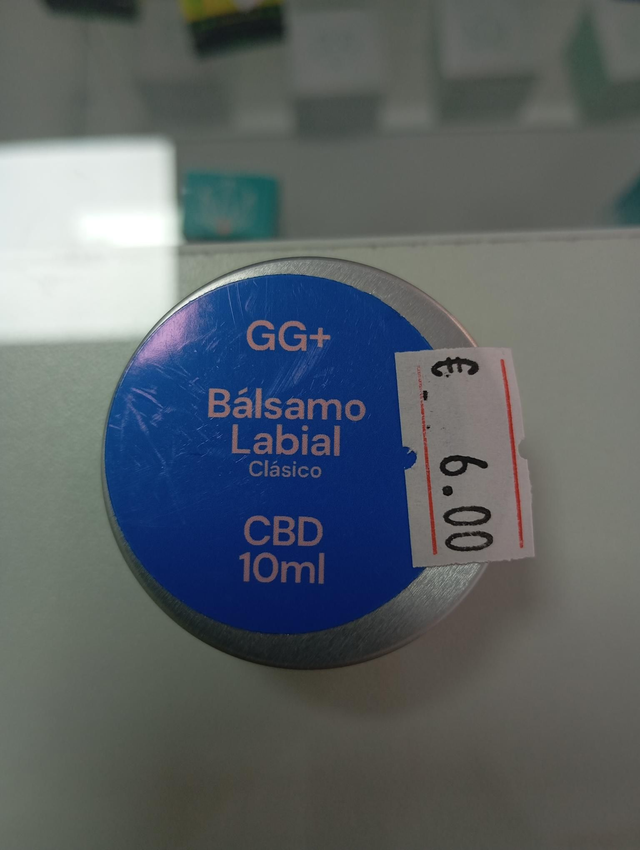 GG+
Bálsamo
Labial
Clásico
CBD
10ml
€--6.00